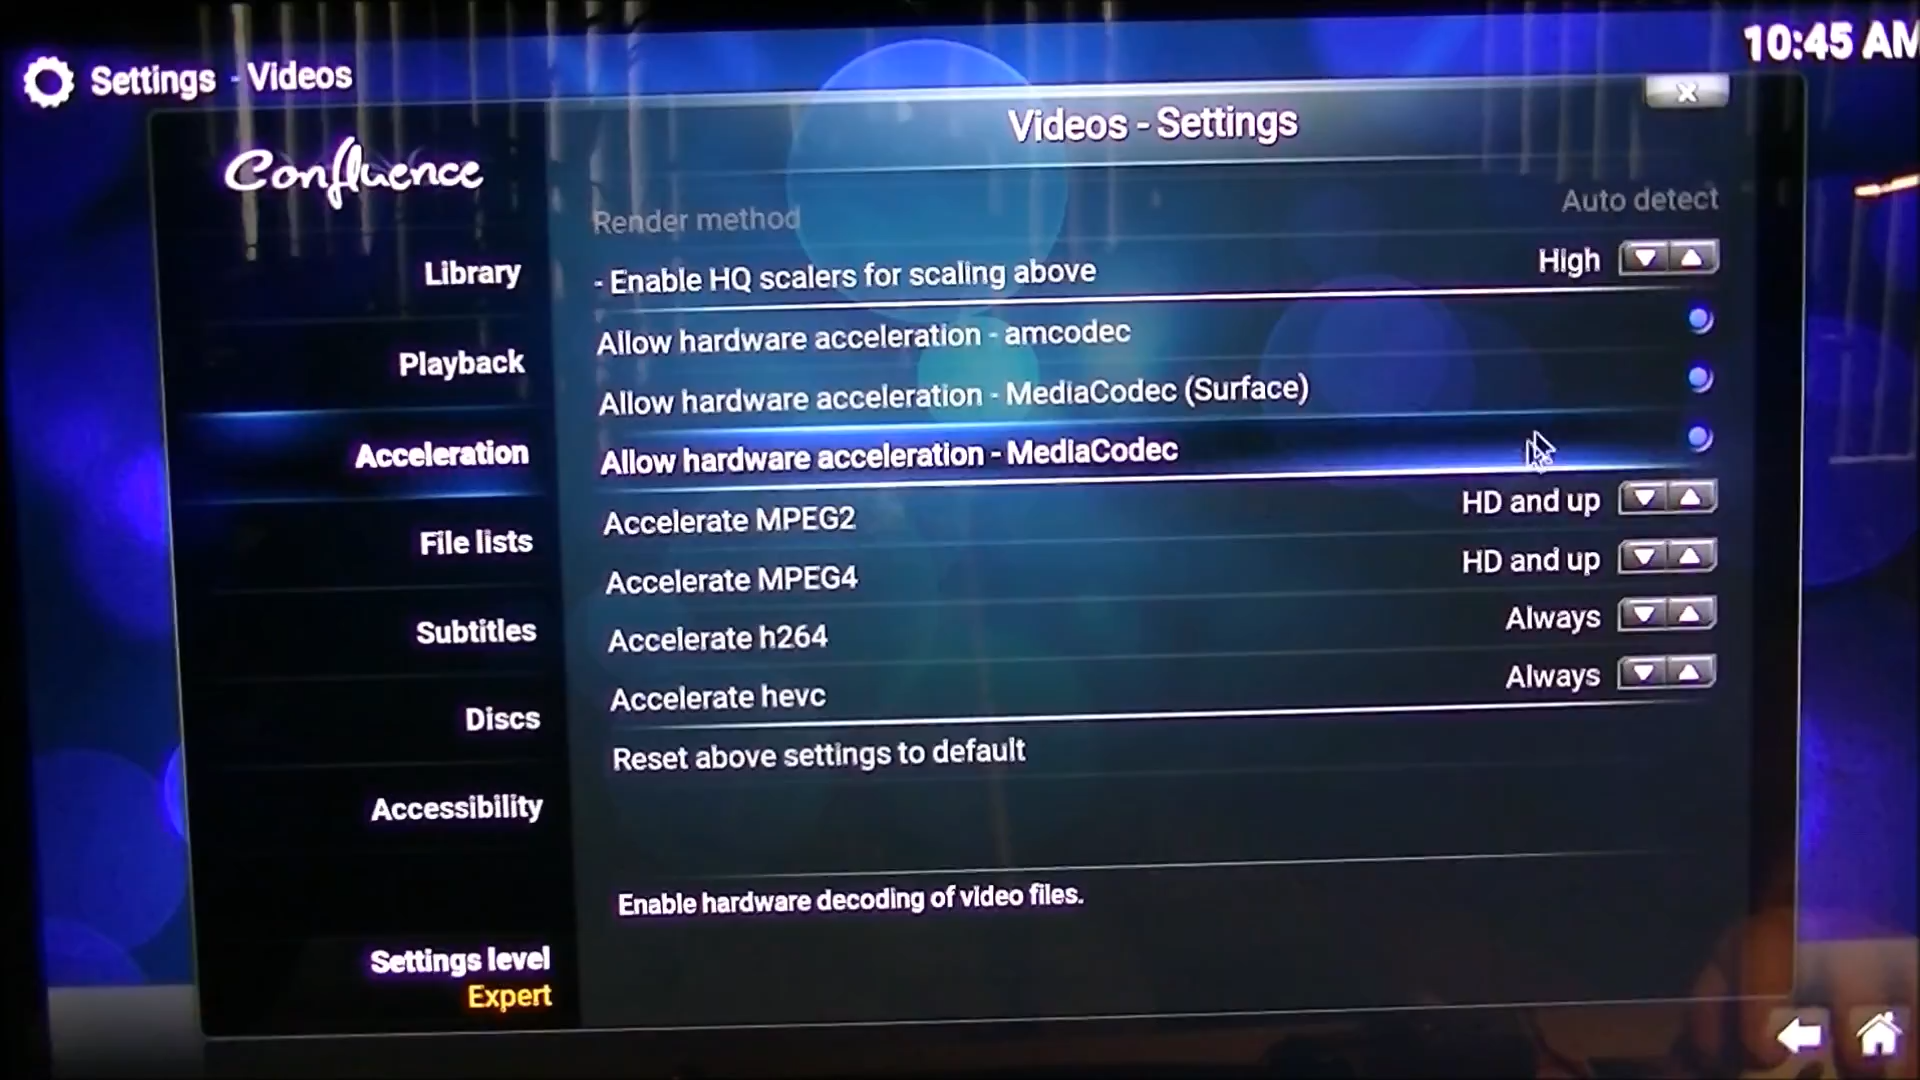 Settings - Videos
10:45 AM
Videos - Settings
x
Confluence
Library
Playback
Acceleration
File lists
Subtitles
Discs
Accessibility
Settings level
Expert
Render method Auto detect
- Enable HQ scalers for scaling above High
Allow hardware acceleration - amcodec
Allow hardware acceleration - MediaCodec (Surface)
Allow hardware acceleration - MediaCodec
Accelerate MPEG2 HD and up
Accelerate MPEG4 HD and up
Accelerate h264 Always
Accelerate hevc Always
Reset above settings to default
Enable hardware decoding of video files.